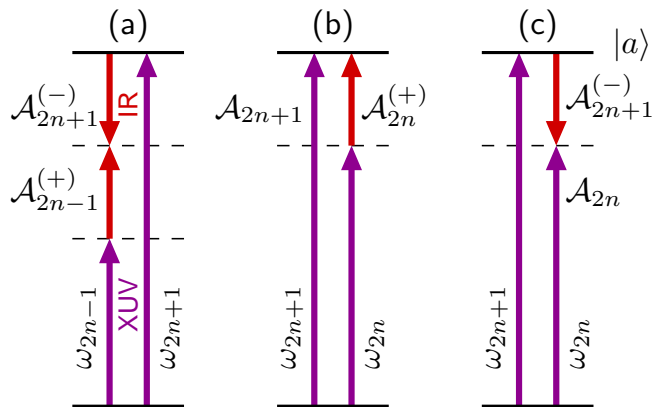 (a) (b) (c)
|a⟩
𝒜_{2n+1}^{(−)} IR 𝒜_{2n+1} 𝒜_{2n}^{(+)} 𝒜_{2n+1}^{(−)}
𝒜_{2n−1}^{(+)} 𝒜_{2n}
ω_{2n−1} XUV ω_{2n+1} ω_{2n+1} ω_{2n} ω_{2n+1} ω_{2n}